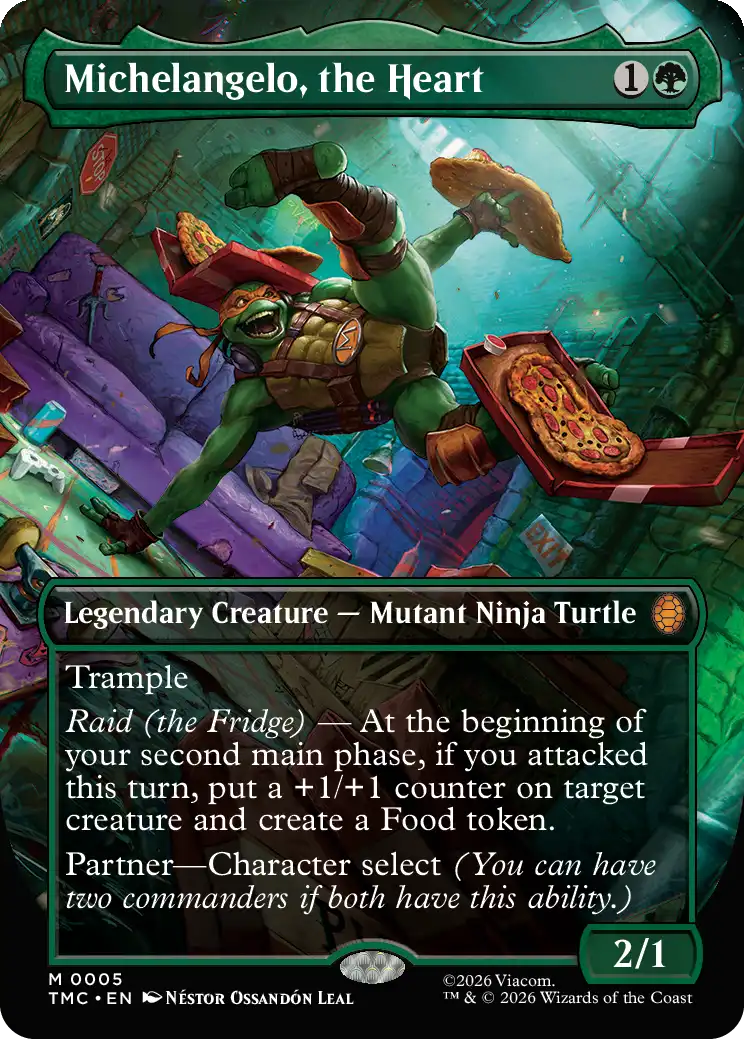 Michelangelo, the Heart 1
STOP
M
EXIT
Legendary Creature — Mutant Ninja Turtle
Trample
Raid (the Fridge) — At the beginning of
your second main phase, if you attacked
this turn, put a +1/+1 counter on target
creature and create a Food token.
Partner—Character select (You can have
two commanders if both have this ability.)
2/1
M 0005
TMC • EN Néstor Ossandón Leal
©2026 Viacom.
™ & © 2026 Wizards of the Coast